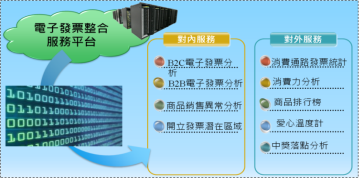 電子發票整合
服務平台
對內服務
B2C電子發票分
析
B2B電子發票分析
商品銷售異常分析
開立發票潛在區域
對外服務
消費通路發票統計
消費力分析
商品排行榜
愛心溫度計
中獎落點分析